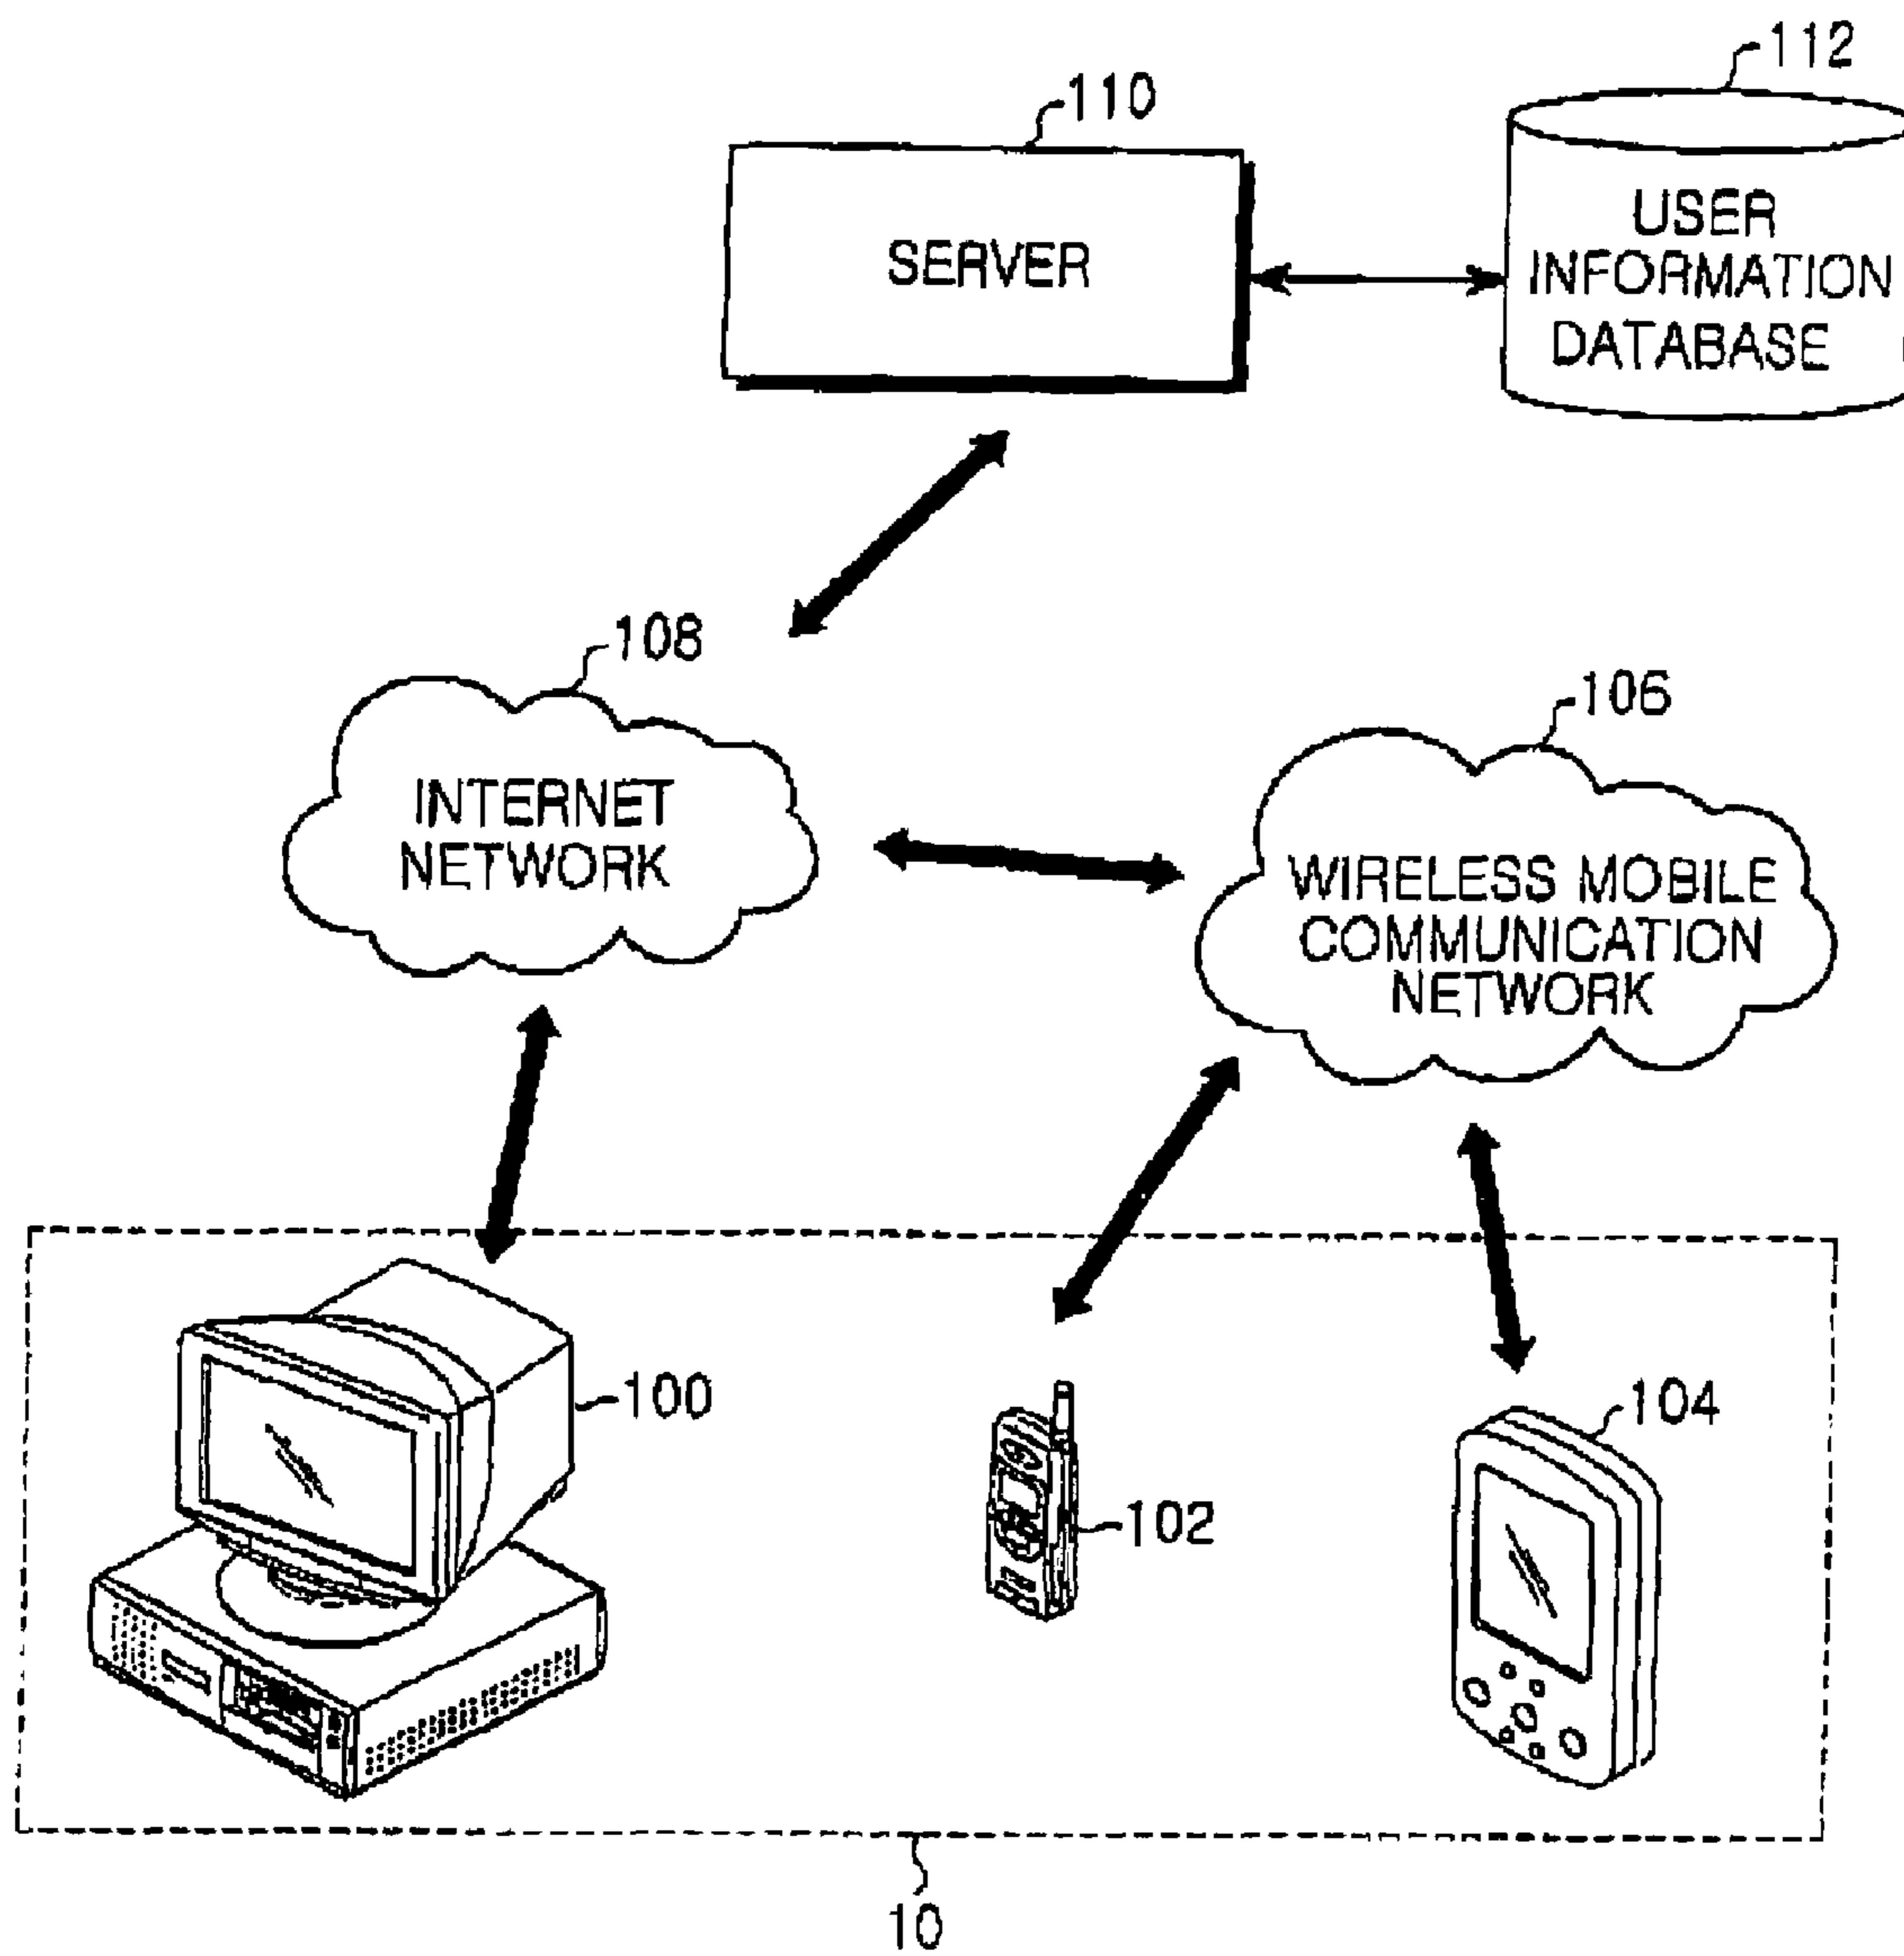 112
110
SERVER
USER
INFORMATION
DATABASE
108
106
INTERNET
NETWORK
WIRELESS MOBILE
COMMUNICATION
NETWORK
100
104
102
10